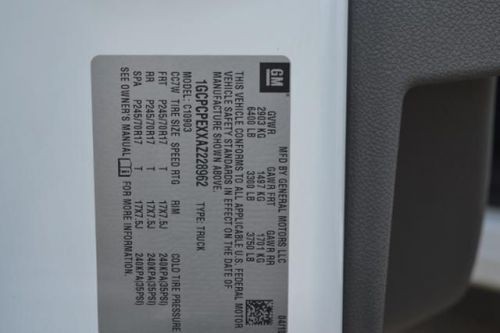 GM
MFD BY GENERAL MOTORS LLC
GVWR GAWR FRT GAWR RR
2903 KG 1497 KG 1701 KG
6400 LB 3300 LB 3750 LB
THIS VEHICLE CONFORMS TO ALL APPLICABLE U.S. FEDERAL MOTOR
VEHICLE SAFETY STANDARDS IN EFFECT ON THE DATE OF
MANUFACTURE SHOWN ABOVE.
1GCPCPEXXAZ228962 TYPE: TRUCK
MODEL: C10903
CC7W TIRE SIZE SPEED RTG RIM COLD TIRE PRESSURE
FRT P245/70R17 T 17X7.5J 240KPA(35PSI)
RR P245/70R17 T 17X7.5J 240KPA(35PSI)
SPA P245/70R17 T 17X7.5J 240KPA(35PSI)
SEE OWNER'S MANUAL i FOR MORE INFORMATION.